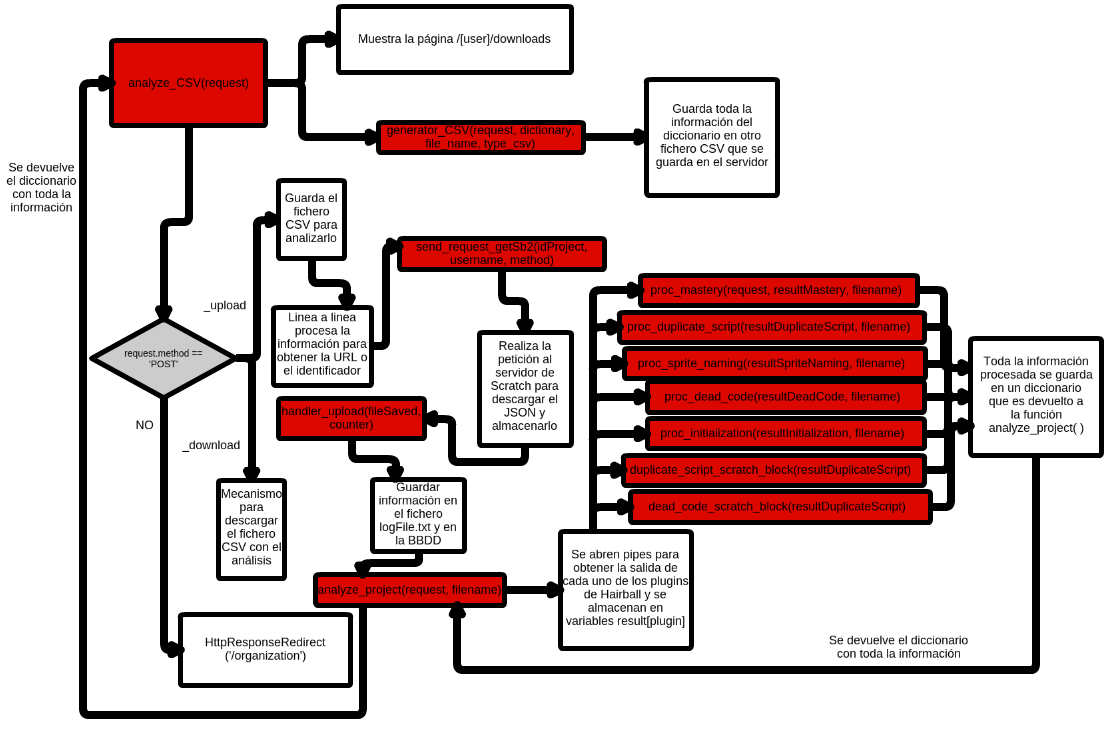 Muestra la página /[user]/downloads
analyze_CSV(request)
generator_CSV(request, dictionary,
file_name, type_csv)
Guarda toda la
información del
diccionario en otro
fichero CSV que se
guarda en el servidor
Se devuelve
el diccionario
con toda la
información
Guarda el
fichero
CSV para
analizarlo
send_request_getSb2(idProject,
username, method)
_upload
Linea a linea
procesa la
información para
obtener la URL o
el identificador
Realiza la
petición al
servidor de
Scratch para
descargar el
JSON y
almacenarlo
request.method ==
'POST'
NO
_download
handler_upload(fileSaved,
counter)
Mecanismo
para
descargar
el fichero
CSV con el
análisis
Guardar
información en
el fichero
logFile.txt y en
la BBDD
analyze_project(request, filename)
HttpResponseRedirect
('/organization')
proc_mastery(request, resultMastery, filename)
proc_duplicate_script(resultDuplicateScript, filename)
proc_sprite_naming(resultSpriteNaming, filename)
proc_dead_code(resultDeadCode, filename)
proc_initialization(resultInitialization, filename)
duplicate_script_scratch_block(resultDuplicateScript)
dead_code_scratch_block(resultDuplicateScript)
Se abren pipes para
obtener la salida de
cada uno de los plugins
de Hairball y se
almacenan en
variables result[plugin]
Toda la información
procesada se guarda
en un diccionario
que es devuelto a
la función
analyze_project( )
Se devuelve el diccionario
con toda la información